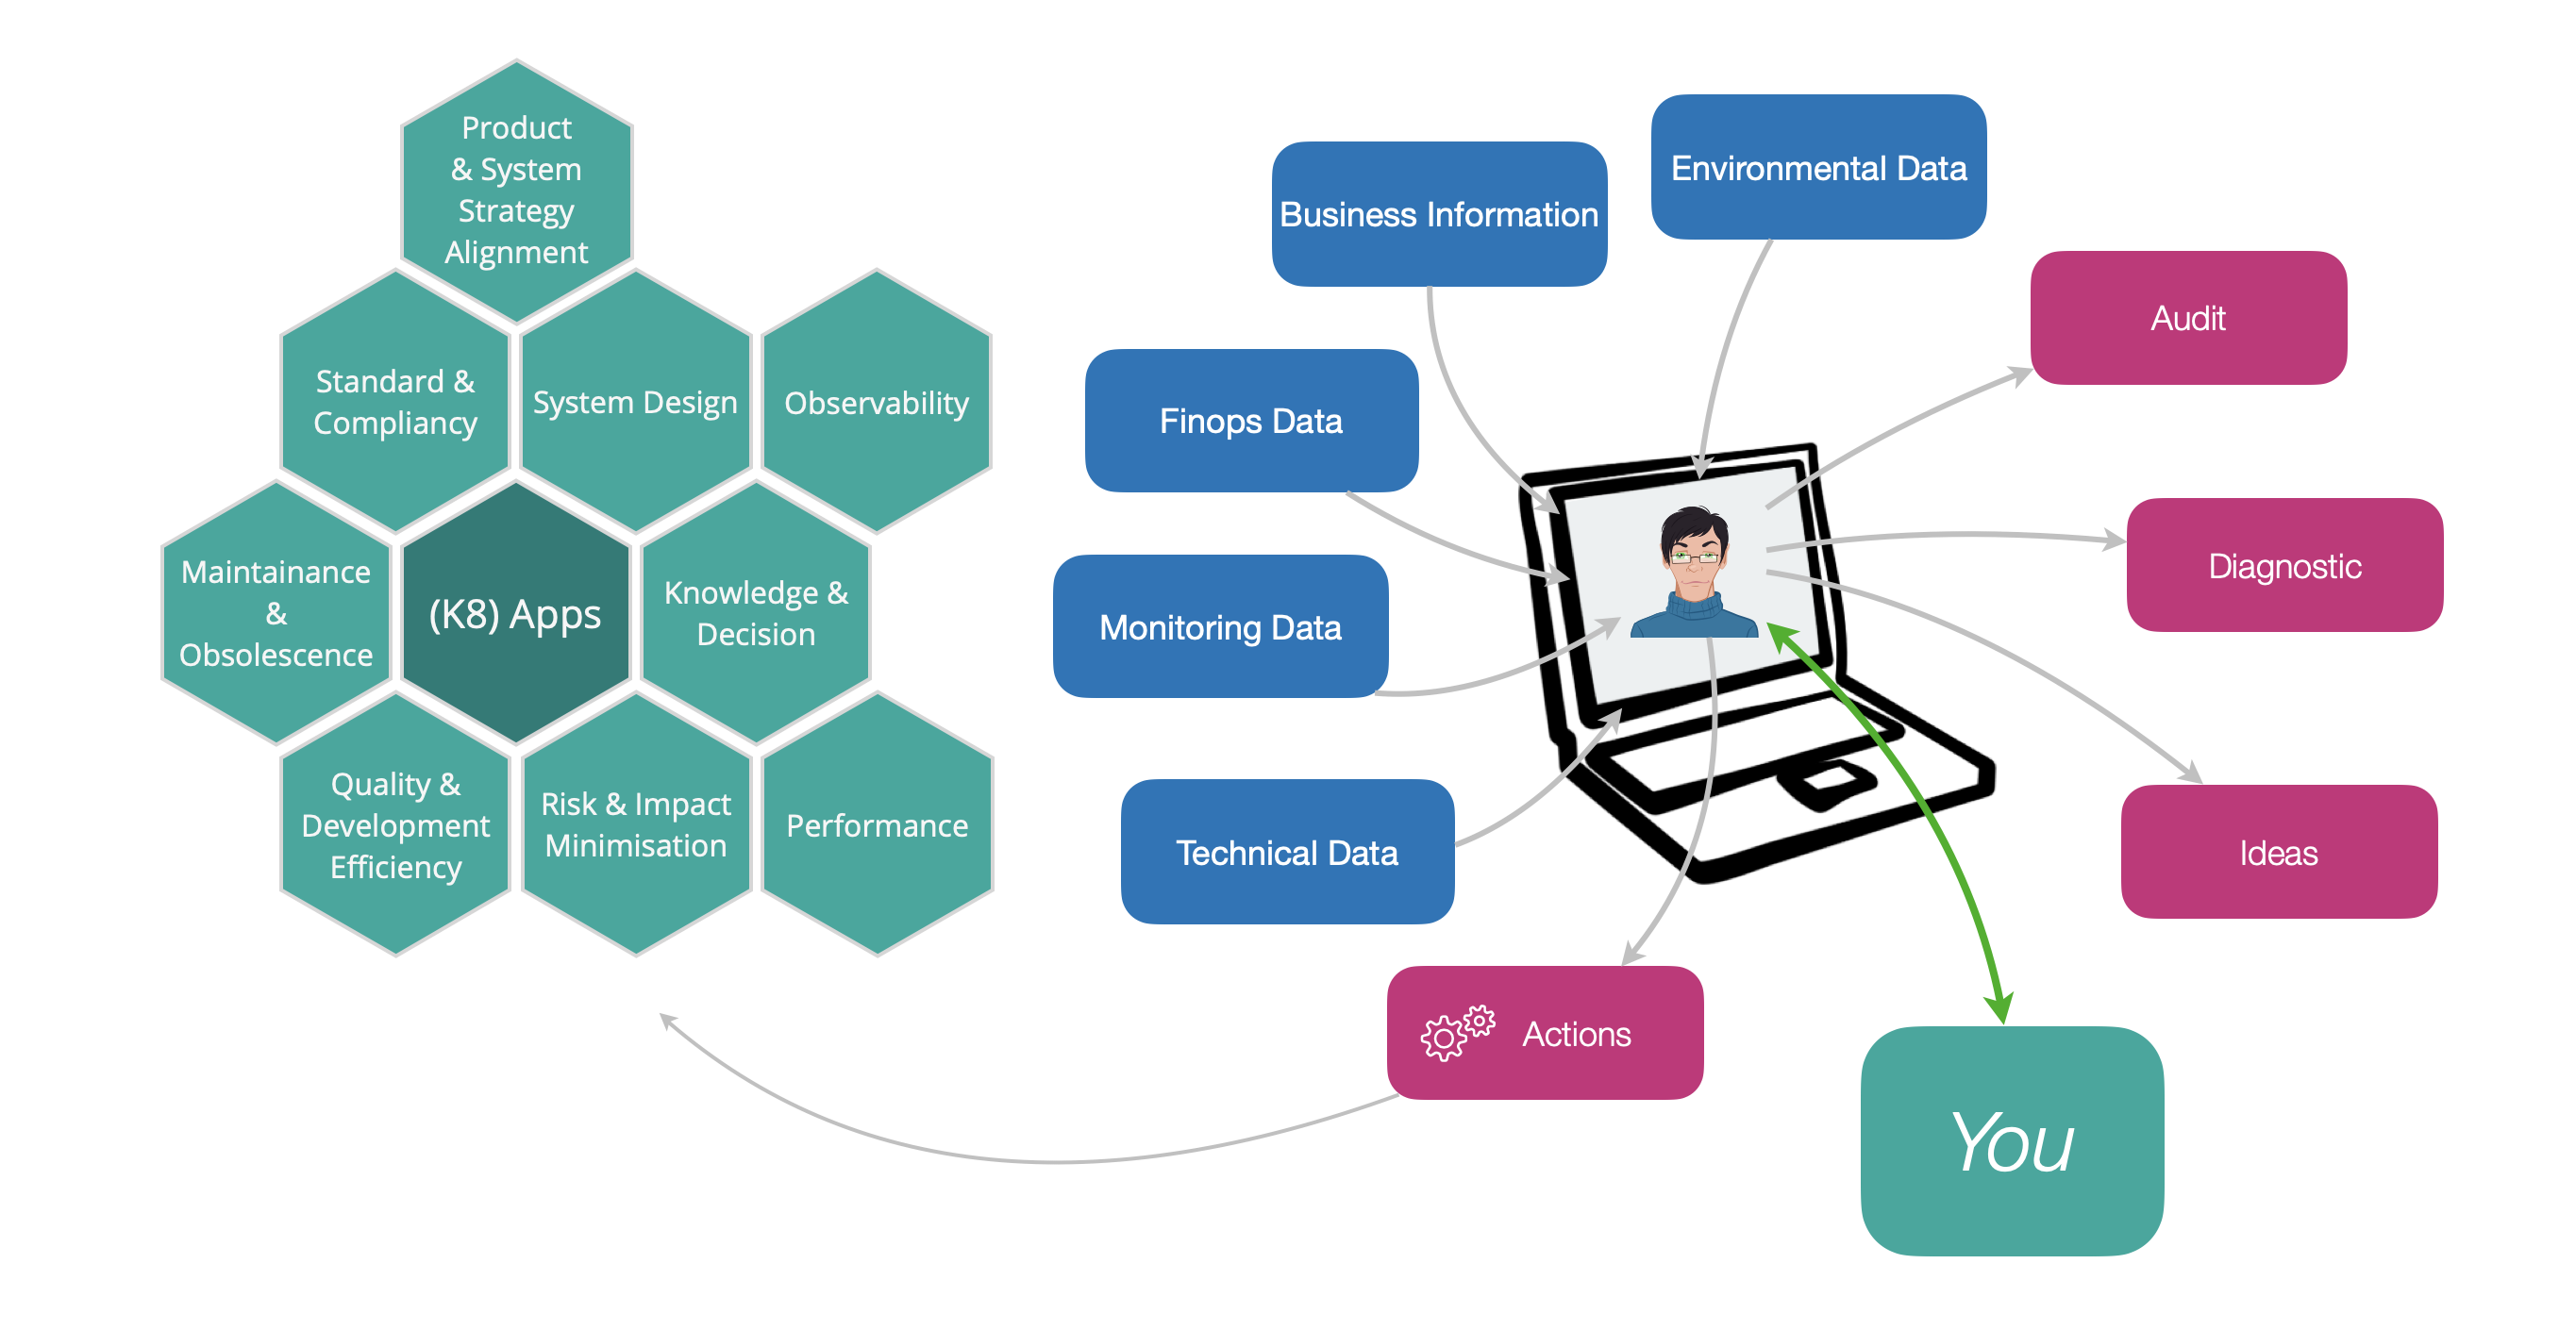 Product
& System
Strategy
Alignment
Standard &
Compliancy
System Design
Observability
Maintainance
&
Obsolescence
(K8) Apps
Knowledge &
Decision
Quality &
Development
Efficiency
Risk & Impact
Minimisation
Performance
Business Information
Environmental Data
Finops Data
Monitoring Data
Technical Data
Audit
Diagnostic
Ideas
Actions
You